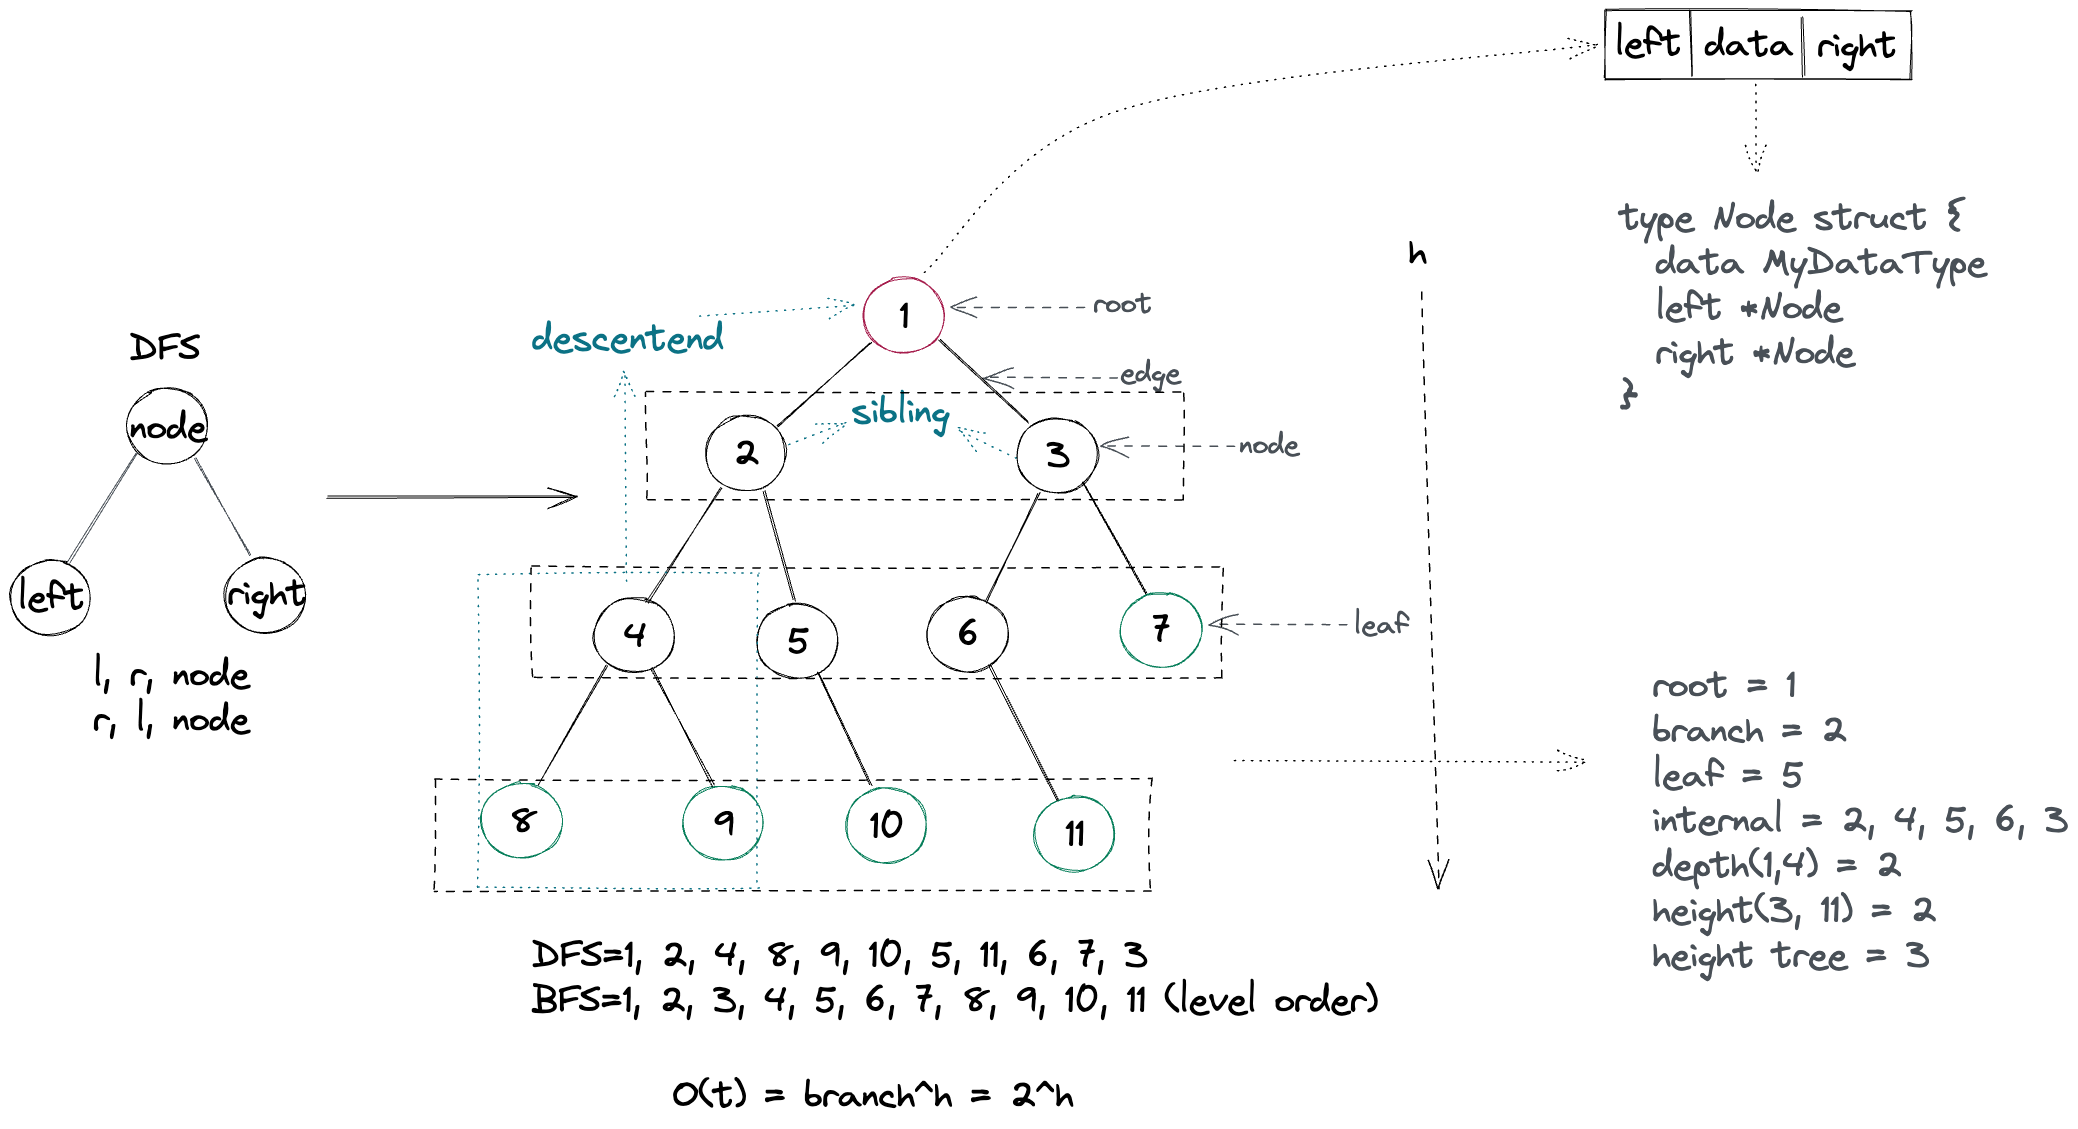 left data right
type Node struct {
data MyDataType
left *Node
right *Node
}
h
1
root
descentend
DFS
edge
sibling
node
2
3
node
left
right
4
5
6
7
leaf
l, r, node
r, l, node
root = 1
branch = 2
leaf = 5
internal = 2, 4, 5, 6, 3
depth(1,4) = 2
height(3, 11) = 2
height tree = 3
8
9
10
11
DFS=1, 2, 4, 8, 9, 10, 5, 11, 6, 7, 3
BFS=1, 2, 3, 4, 5, 6, 7, 8, 9, 10, 11 (level order)
O(t) = branch^h = 2^h